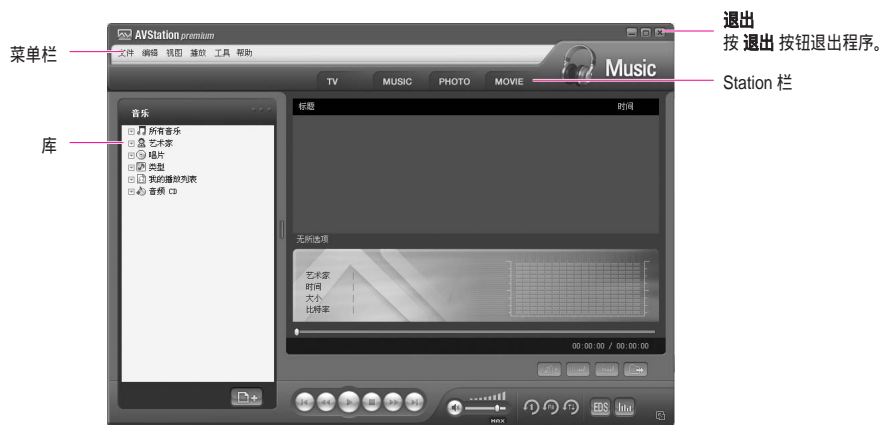 退出
按 退出 按钮退出程序。
菜单栏
Station 栏
库
AVStation premium
文件 编辑 视图 播放 工具 帮助
Music
TV MUSIC PHOTO MOVIE
音乐
所有音乐
艺术家
唱片
类型
我的播放列表
音频 CD
标题 时间
无所选项
艺术家
时间
大小
比特率
00:00:00 / 00:00:00
MAX
EDS